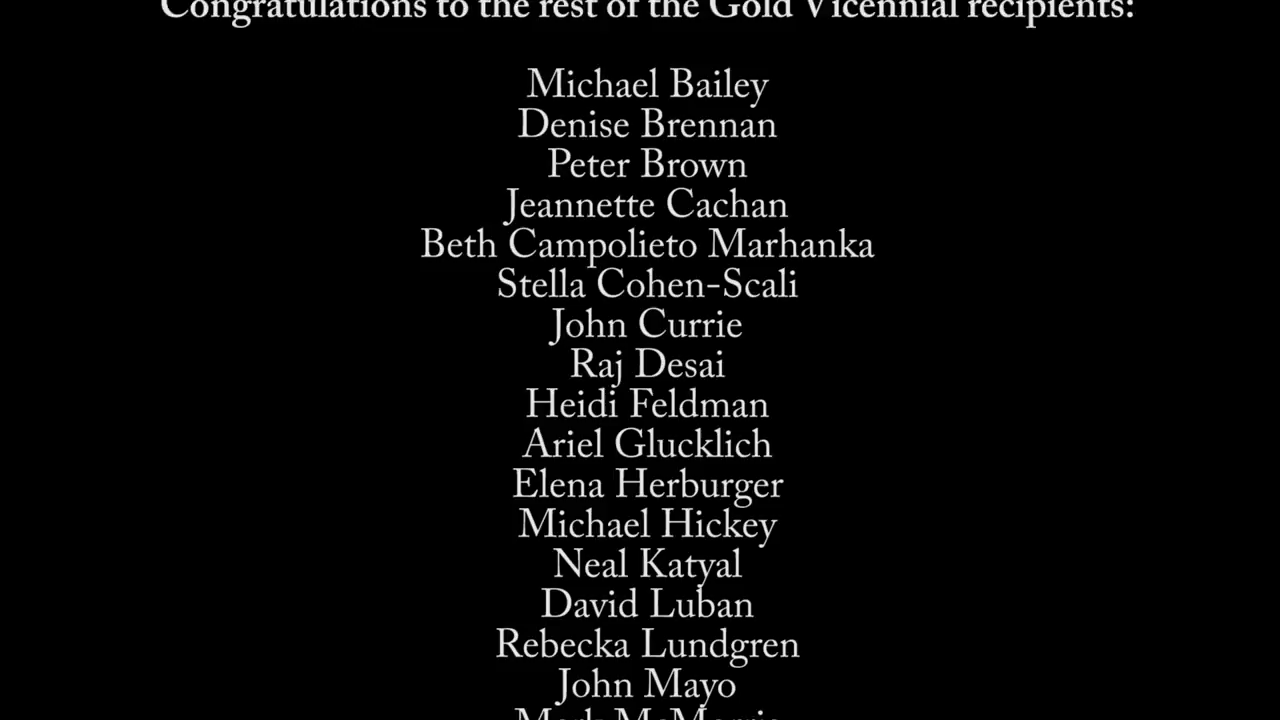 Congratulations to the rest of the Gold Vicennial recipients:
Michael Bailey
Denise Brennan
Peter Brown
Jeannette Cachan
Beth Campolieto Marhanka
Stella Cohen-Scali
John Currie
Raj Desai
Heidi Feldman
Ariel Glucklich
Elena Herburger
Michael Hickey
Neal Katyal
David Luban
Rebecka Lundgren
John Mayo
Mark McMorris